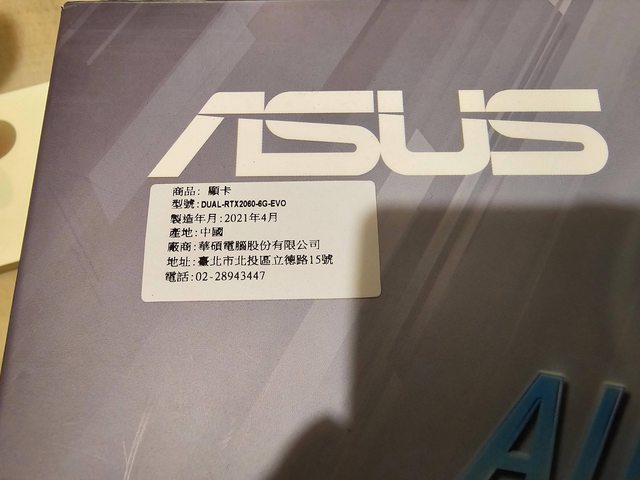 ASUS
商品: 顯卡
型號: DUAL-RTX2060-6G-EVO
製造年月: 2021年4月
產地: 中國
廠商: 華碩電腦股份有限公司
地址: 臺北市北投區立德路15號
電話: 02-28943447